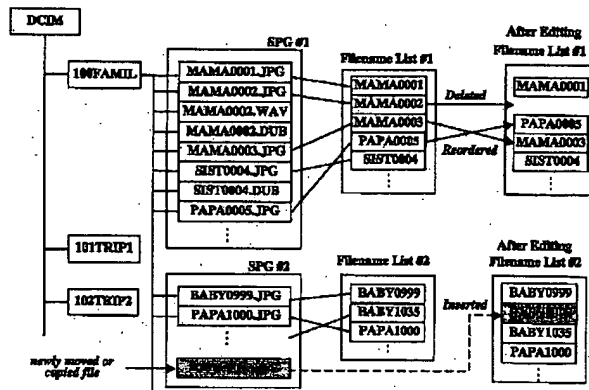 DCIM
100FAMIL
101TRIP1
102TRIP2
newly moved or
copied file
SPG #1
MAMA0001.JPG
MAMA0002.JPG
MAMA0002.WAV
MAMA0002.DUB
MAMA0003.JPG
SIST0004.JPG
SIST0004.DUB
PAPA0005.JPG
Filename List #1
MAMA0001
MAMA0002
MAMA0003
PAPA0005
SIST0004
Deleted
Reordered
After Editing
Filename List #1
MAMA0001
PAPA0005
MAMA0003
SIST0004
SPG #2
BABY0999.JPG
PAPA1000.JPG
Filename List #2
BABY0999
BABY1035
PAPA1000
Inserted
After Editing
Filename List #2
BABY0999
BABY1035
PAPA1000